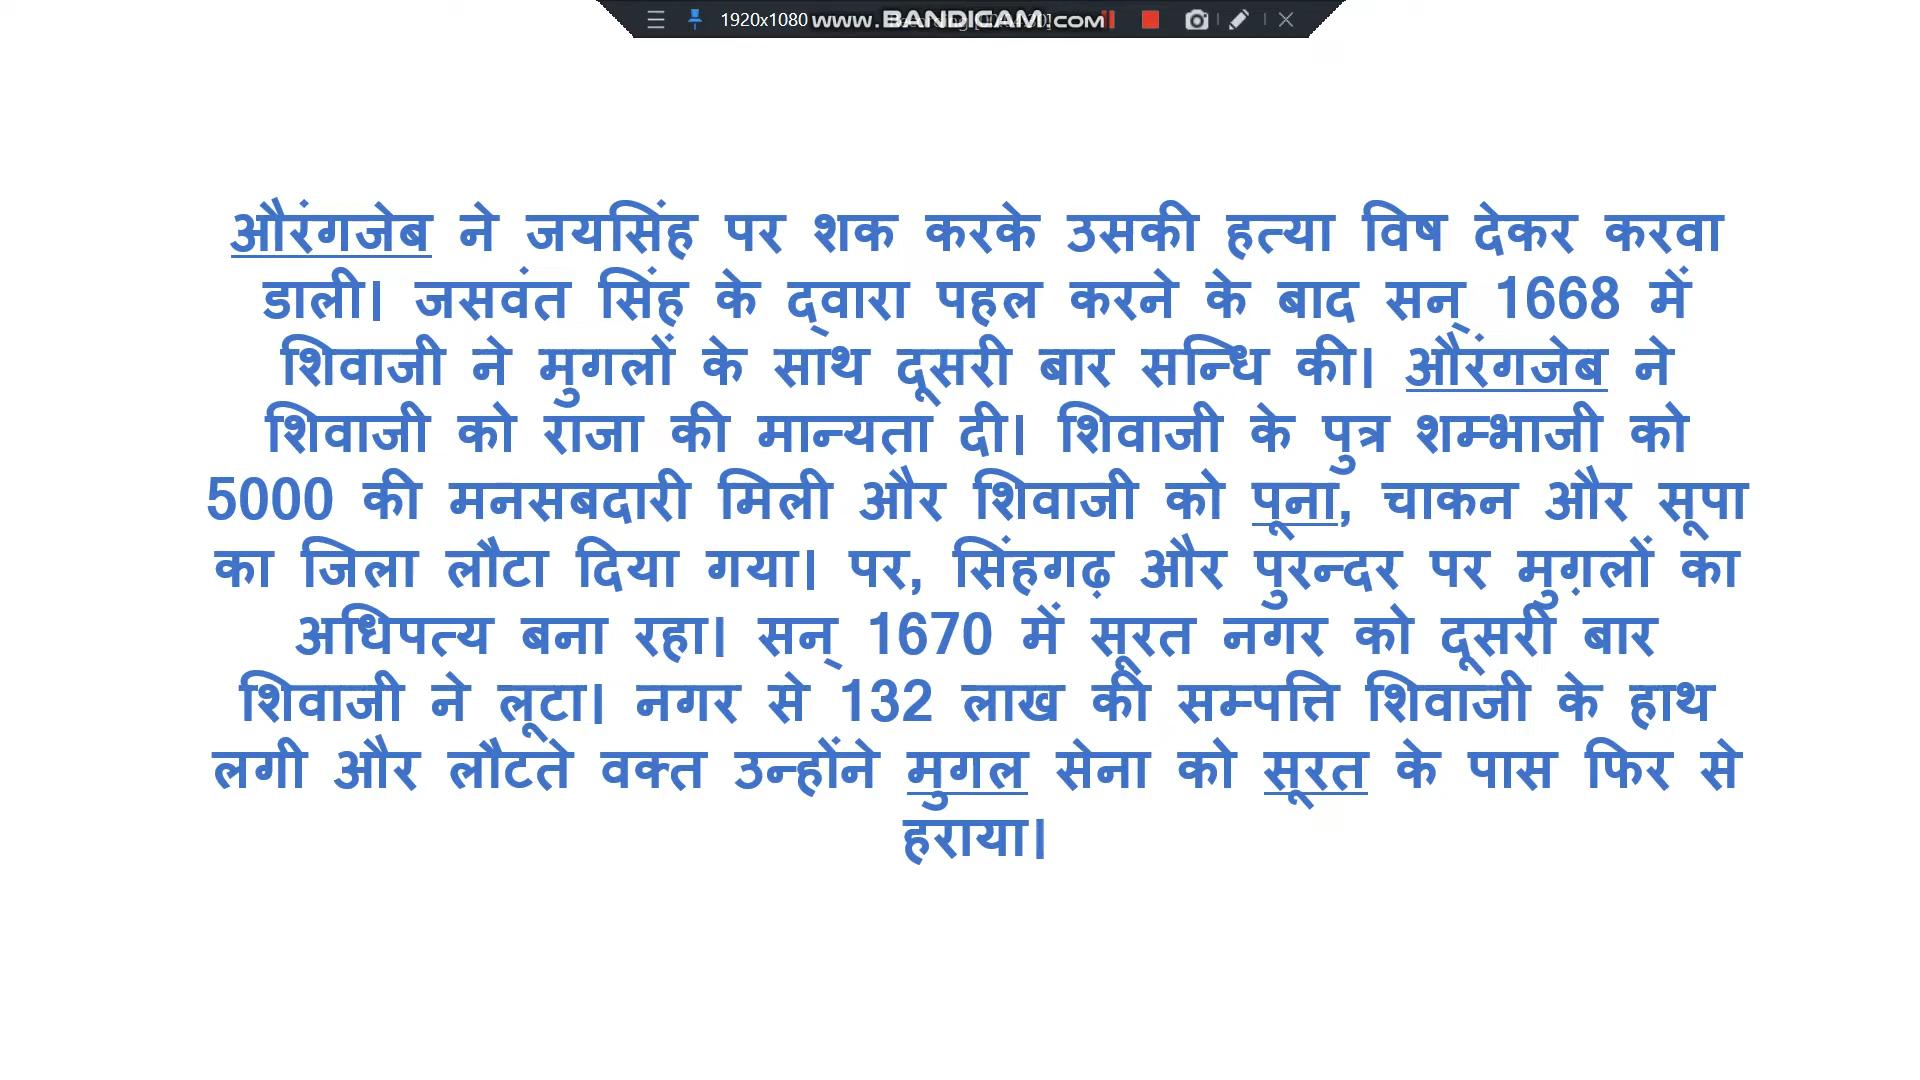 1920x1080 www.BANDICAM.COM
औरंगजेब ने जयसिंह पर शक करके उसकी हत्या विष देकर करवा
डाली। जसवंत सिंह के द्वारा पहल करने के बाद सन् 1668 में
शिवाजी ने मुगलों के साथ दूसरी बार सन्धि की। औरंगजेब ने
शिवाजी को राजा की मान्यता दी। शिवाजी के पुत्र शम्भाजी को
5000 की मनसबदारी मिली और शिवाजी को पूना, चाकन और सूपा
का जिला लौटा दिया गया। पर, सिंहगढ़ और पुरन्दर पर मुग़लों का
अधिपत्य बना रहा। सन् 1670 में सूरत नगर को दूसरी बार
शिवाजी ने लूटा। नगर से 132 लाख की सम्पत्ति शिवाजी के हाथ
लगी और लौटते वक्त उन्होंने मुगल सेना को सूरत के पास फिर से
हराया।